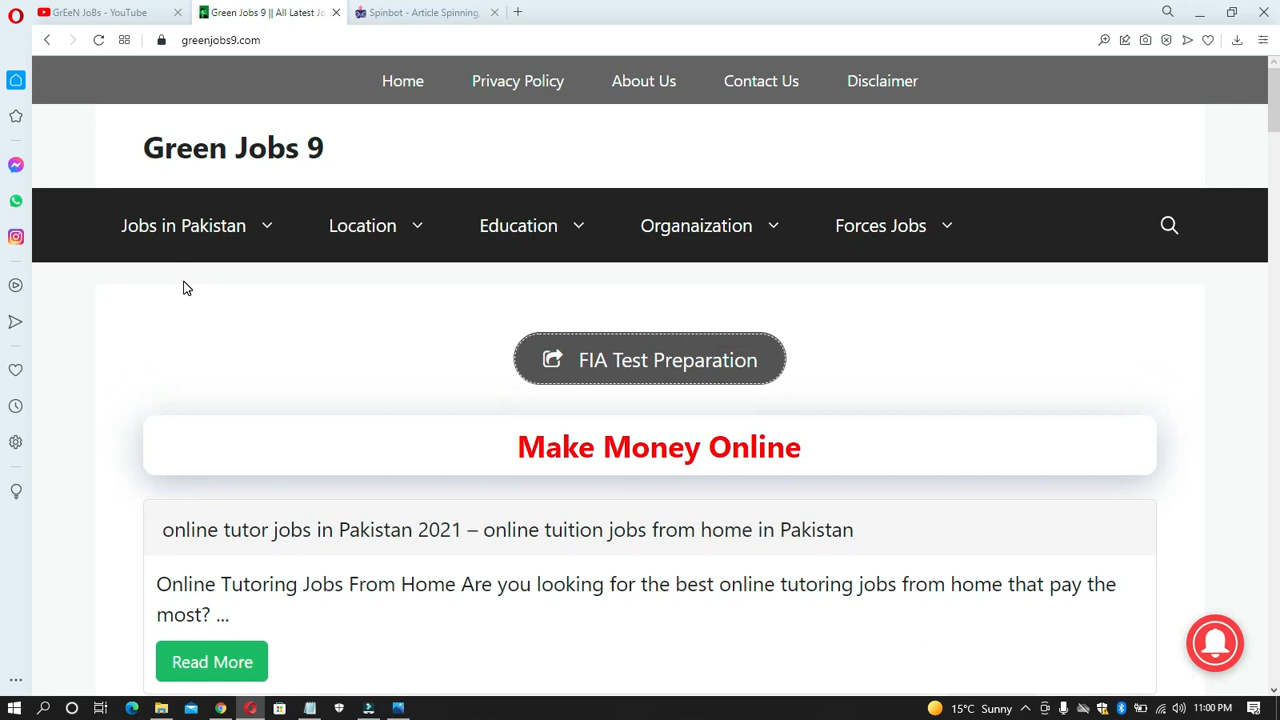 GrEeN JoBs - YouTube
Green Jobs 9 || All Latest J
Spinbot - Article Spinning,
greenjobs9.com
Home Privacy Policy About Us Contact Us Disclaimer
Green Jobs 9
Jobs in Pakistan Location Education Organaization Forces Jobs
FIA Test Preparation
Make Money Online
online tutor jobs in Pakistan 2021 – online tuition jobs from home in Pakistan
Online Tutoring Jobs From Home Are you looking for the best online tutoring jobs from home that pay the
most? ...
Read More
15°C Sunny
11:00 PM